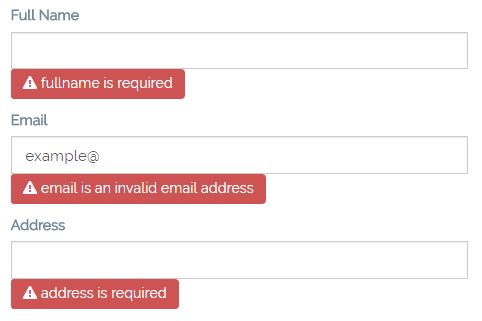 Full Name
fullname is required
Email
example@
email is an invalid email address
Address
address is required